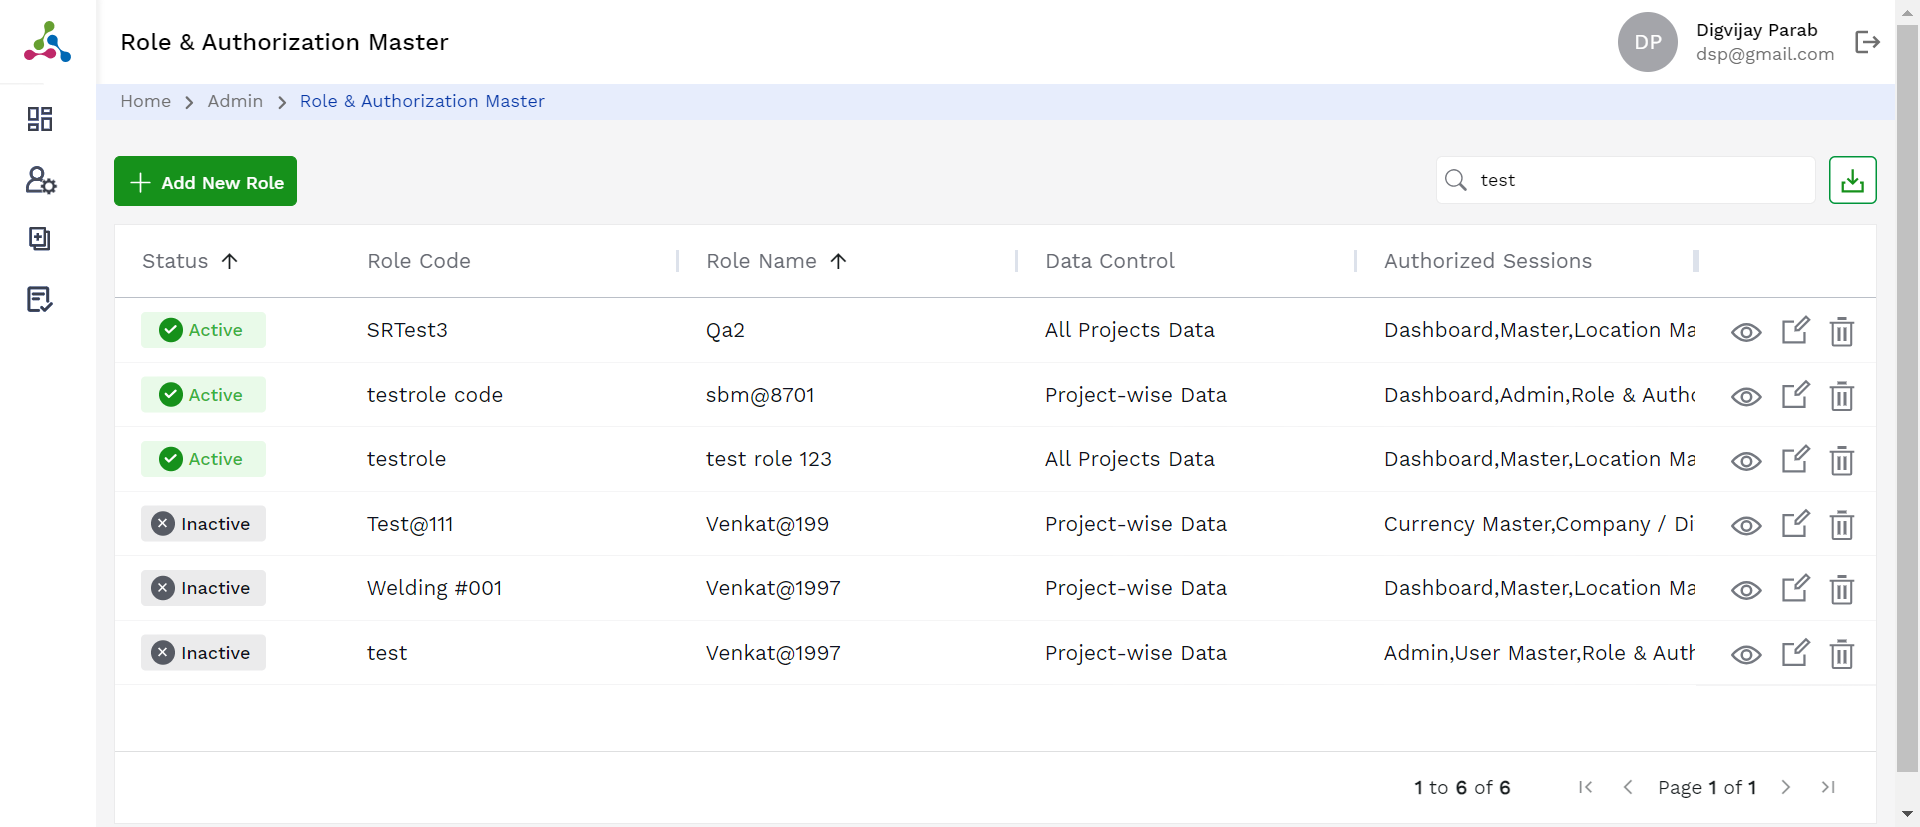 Role & Authorization Master
DP
Digvijay Parab
dsp@gmail.com
Home > Admin > Role & Authorization Master
Add New Role
test
Status Role Code Role Name Data Control Authorized Sessions
Active SRTest3 Qa2 All Projects Data Dashboard,Master,Location Ma
Active testrole code sbm@8701 Project-wise Data Dashboard,Admin,Role & Autho
Active testrole test role 123 All Projects Data Dashboard,Master,Location Ma
Inactive Test@111 Venkat@199 Project-wise Data Currency Master,Company / Di
Inactive Welding #001 Venkat@1997 Project-wise Data Dashboard,Master,Location Ma
Inactive test Venkat@1997 Project-wise Data Admin,User Master,Role & Auth
1 to 6 of 6 Page 1 of 1